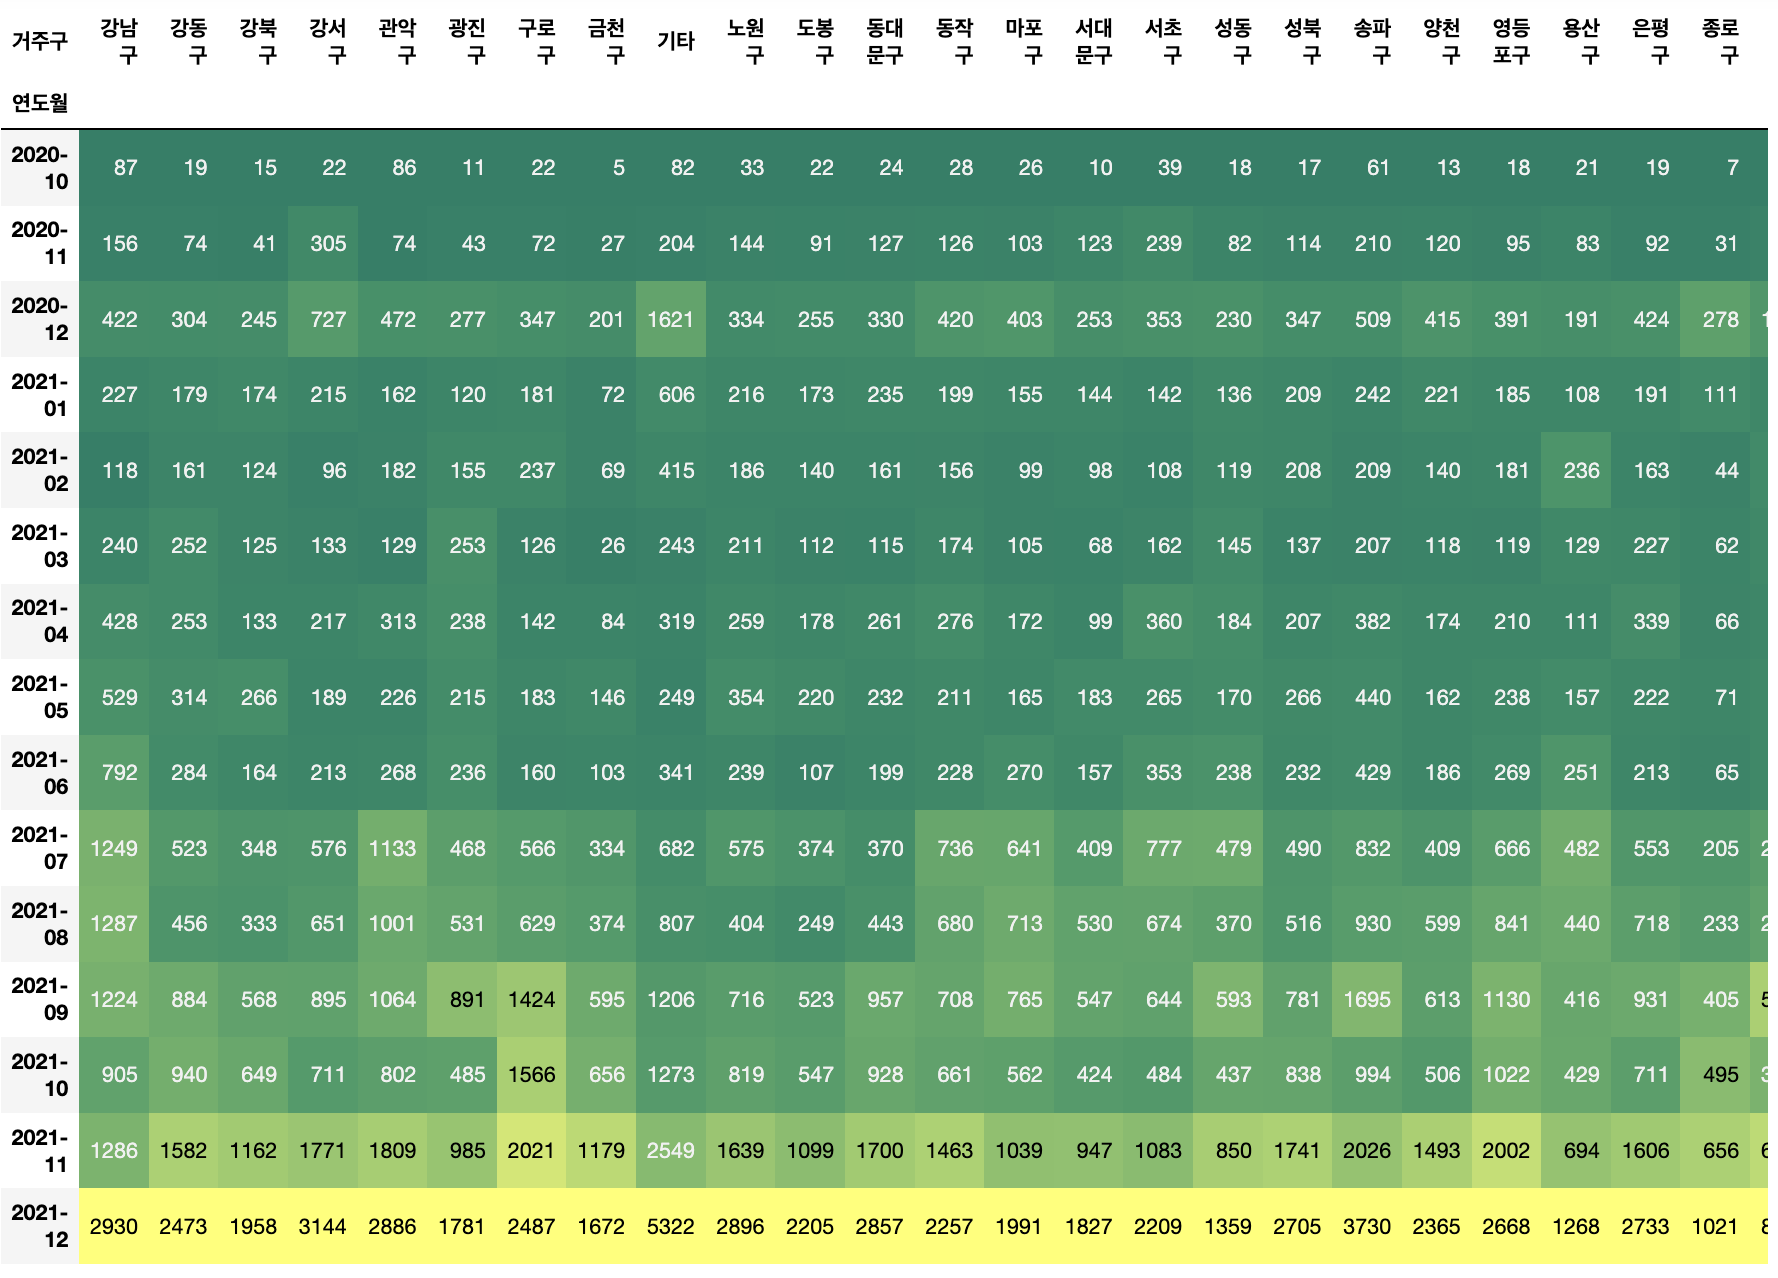 거주구 강남구 강동구 강북구 강서구 관악구 광진구 구로구 금천구 기타 노원구 도봉구 동대문구 동작구 마포구 서대문구 서초구 성동구 성북구 송파구 양천구 영등포구 용산구 은평구 종로구
연도월
2020-10 87 19 15 22 86 11 22 5 82 33 22 24 28 26 10 39 18 17 61 13 18 21 19 7
2020-11 156 74 41 305 74 43 72 27 204 144 91 127 126 103 123 239 82 114 210 120 95 83 92 31
2020-12 422 304 245 727 472 277 347 201 1621 334 255 330 420 403 253 353 230 347 509 415 391 191 424 278
2021-01 227 179 174 215 162 120 181 72 606 216 173 235 199 155 144 142 136 209 242 221 185 108 191 111
2021-02 118 161 124 96 182 155 237 69 415 186 140 161 156 99 98 108 119 208 209 140 181 236 163 44
2021-03 240 252 125 133 129 253 126 26 243 211 112 115 174 105 68 162 145 137 207 118 119 129 227 62
2021-04 428 253 133 217 313 238 142 84 319 259 178 261 276 172 99 360 184 207 382 174 210 111 339 66
2021-05 529 314 266 189 226 215 183 146 249 354 220 232 211 165 183 265 170 266 440 162 238 157 222 71
2021-06 792 284 164 213 268 236 160 103 341 239 107 199 228 270 157 353 238 232 429 186 269 251 213 65
2021-07 1249 523 348 576 1133 468 566 334 682 575 374 370 736 641 409 777 479 490 832 409 666 482 553 205
2021-08 1287 456 333 651 1001 531 629 374 807 404 249 443 680 713 530 674 370 516 930 599 841 440 718 233
2021-09 1224 884 568 895 1064 891 1424 595 1206 716 523 957 708 765 547 644 593 781 1695 613 1130 416 931 405
2021-10 905 940 649 711 802 485 1566 656 1273 819 547 928 661 562 424 484 437 838 994 506 1022 429 711 495
2021-11 1286 1582 1162 1771 1809 985 2021 1179 2549 1639 1099 1700 1463 1039 947 1083 850 1741 2026 1493 2002 694 1606 656
2021-12 2930 2473 1958 3144 2886 1781 2487 1672 5322 2896 2205 2857 2257 1991 1827 2209 1359 2705 3730 2365 2668 1268 2733 1021